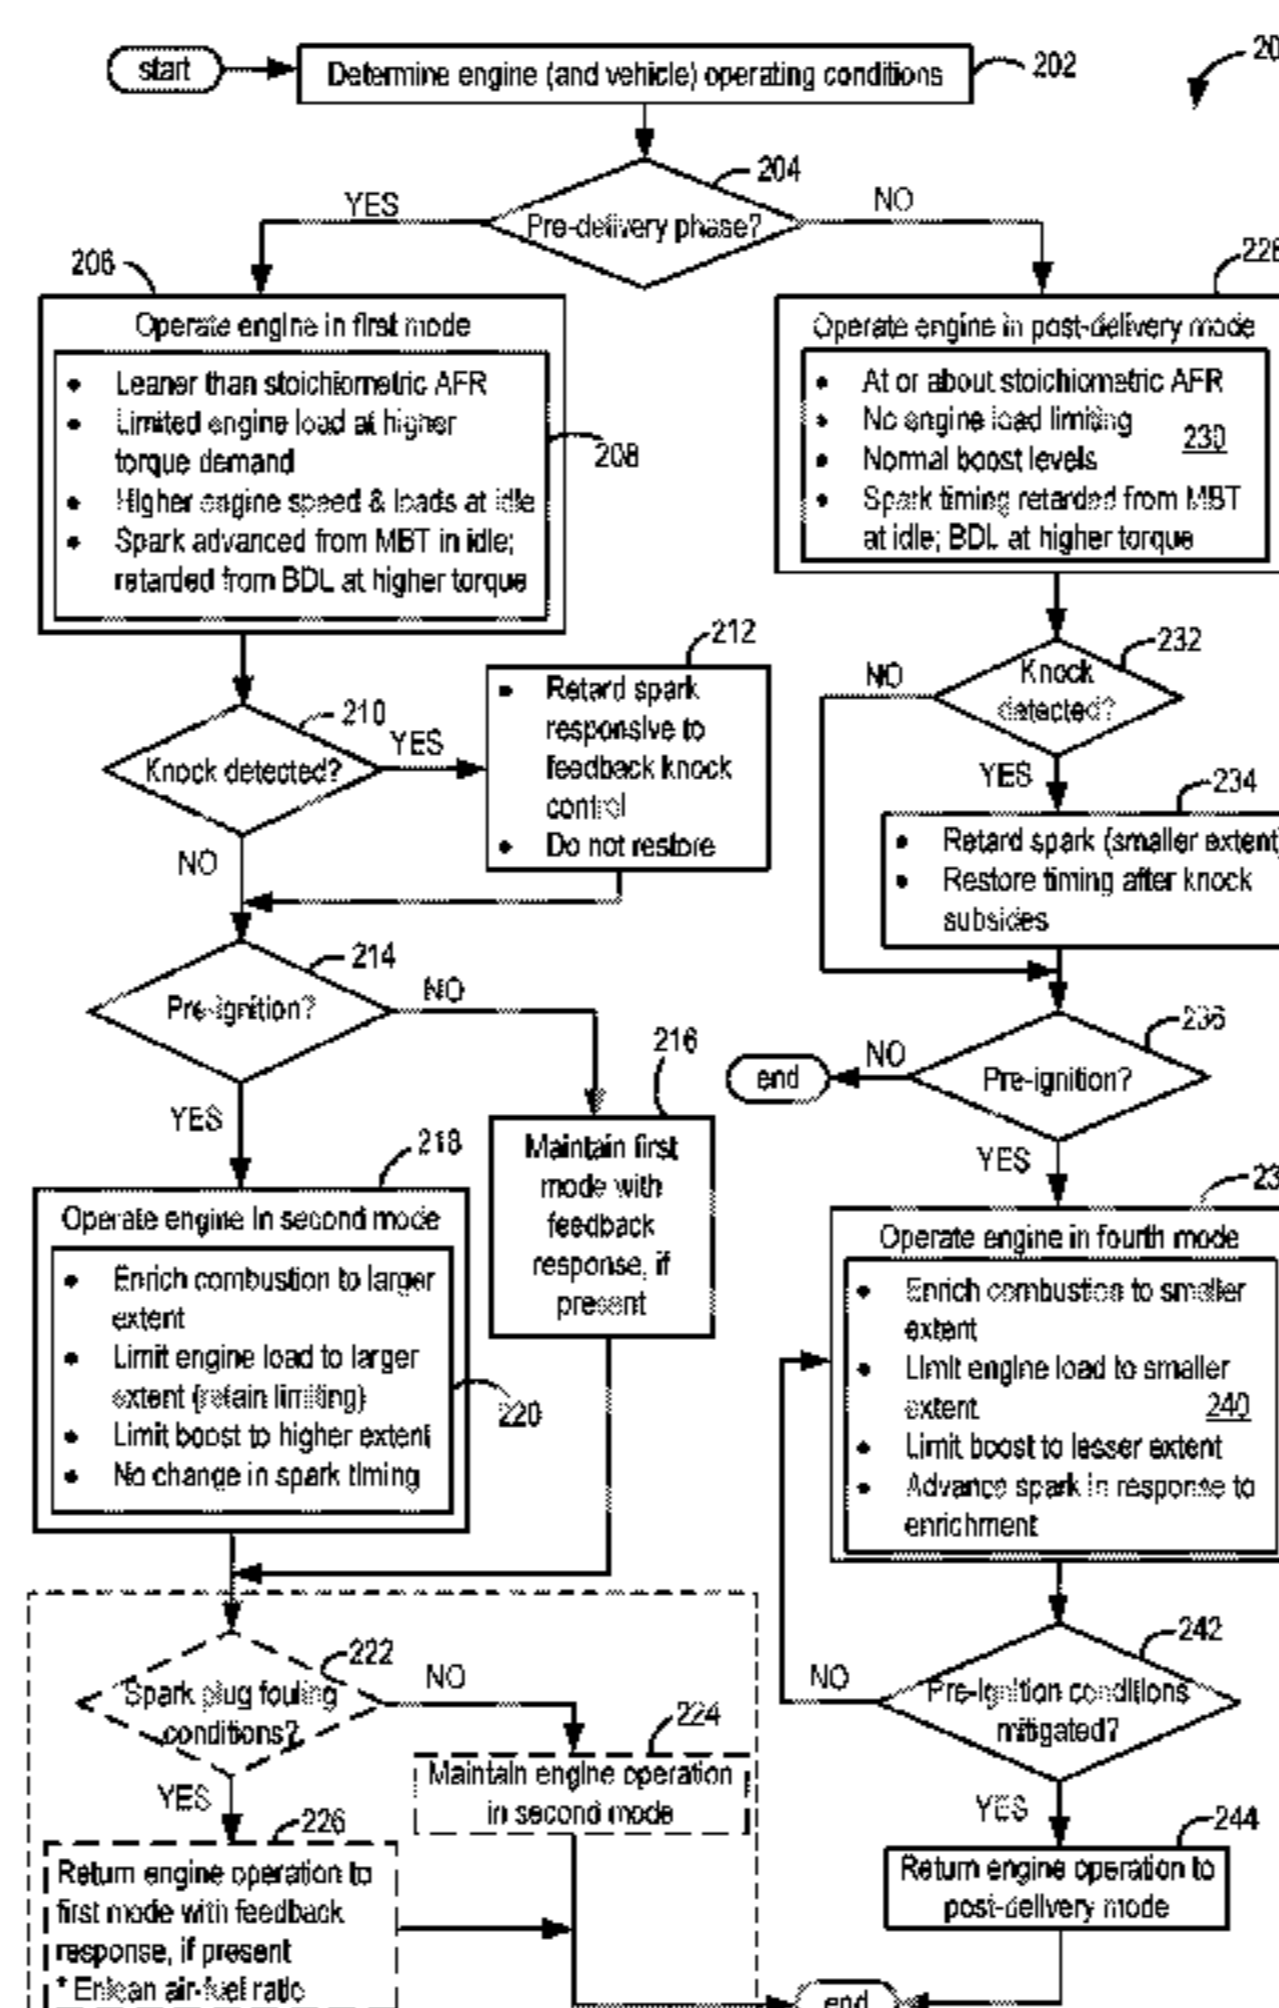 start
Determine engine (and vehicle) operating conditions
202
20
204
Pre-delivery phase?
YES
NO
206
Operate engine in first mode
• Leaner than stoichiometric AFR
• Limited engine load at higher
torque demand
• Higher engine speed & loads at idle
• Spark advanced from MBT in idle;
retarded from BDL at higher torque
208
228
Operate engine in post-delivery mode
• At or about stoichiometric AFR
• No engine load limiting
230
• Normal boost levels
• Spark timing retarded from MBT
at idle; BDL at higher torque
210
Knock detected?
YES
NO
212
• Retard spark
responsive to
feedback knock
control
• Do not restore
232
Knock
detected?
NO
YES
234
• Retard spark (smaller extent)
• Restore timing after knock
subsides
214
Pre-ignition?
NO
YES
216
Maintain first
mode with
feedback
response, if
present
236
Pre-ignition?
NO
end
YES
218
Operate engine in second mode
• Enrich combustion to larger
extent
• Limit engine load to larger
extent (retain limiting)
• Limit boost to higher extent
• No change in spark timing
220
23
Operate engine in fourth mode
• Enrich combustion to smaller
extent
• Limit engine load to smaller
extent
240
• Limit boost to lesser extent
• Advance spark in response to
enrichment
222
Spark plug fouling
conditions?
NO
YES
224
Maintain engine operation
in second mode
226
Return engine operation to
first mode with feedback
response, if present
* Enlean air-fuel ratio
242
Pre-ignition conditions
mitigated?
NO
YES
244
Return engine operation to
post-delivery mode
end